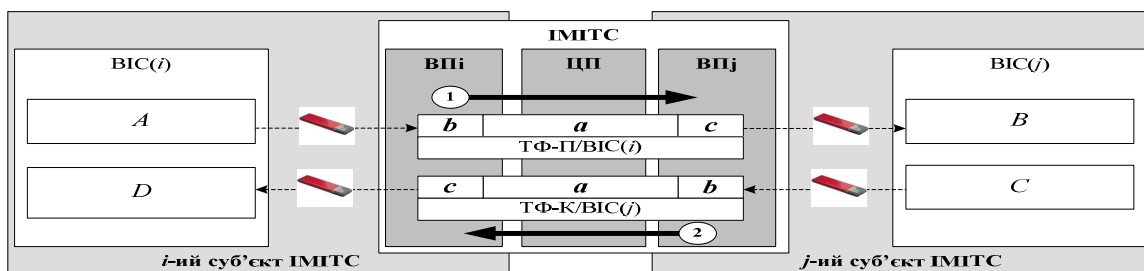 ІМІТС
ВІС(i) ВПi ЦП ВПj ВІС(j)
1
A b a c B
ТФ-П/ВІС(i)
D c a b C
ТФ-К/ВІС(j)
2
i-ий суб’єкт ІМІТС j-ий суб’єкт ІМІТС